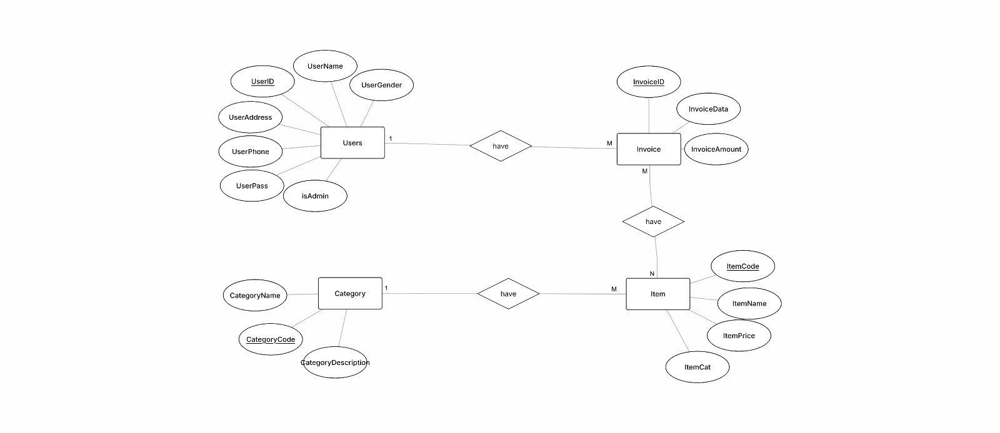 UserName
UserID
UserGender
UserAddress
UserPhone
UserPass
isAdmin
Users
1
have
M
InvoiceID
InvoiceData
InvoiceAmount
Invoice
M
have
N
ItemCode
ItemName
ItemPrice
ItemCat
Item
M
have
1
Category
CategoryName
CategoryCode
CategoryDescription